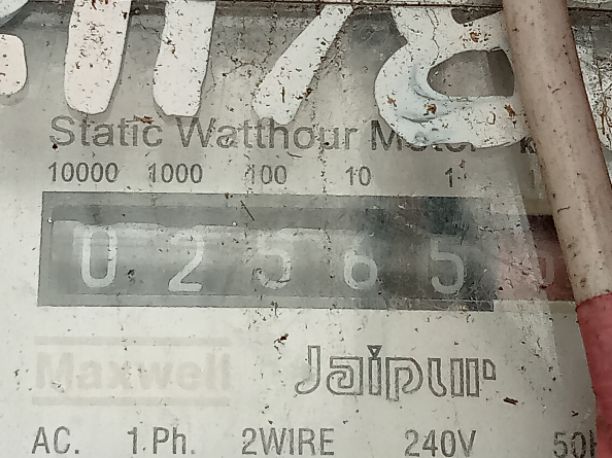 Static Watthour Meter
10000 1000 100 10 1
0 2 5 6 5
Maxwell Jaipur
AC. 1 Ph. 2WIRE 240V